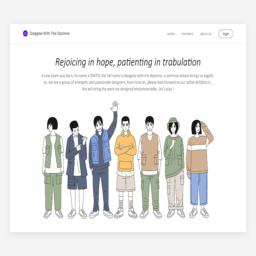 Disagree With The Doctrine
works members about us login
Rejoicing in hope, patienting in trabulation
A new team was born, its name is DWTD, the full name is disagree with the doctrine, a common dream brings us togeth
er, we are a group of energetic and passionate designers, from now on, please look forward to our online exhibitio n ,
We will bring the work we designed wholeheartedly, let's play !